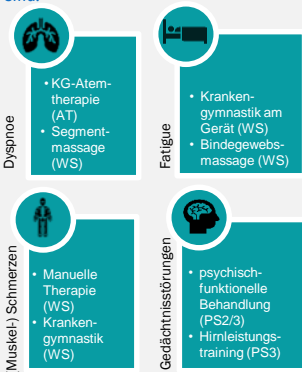 Dyspnoe
• KG-Atem-
therapie
(AT)
• Segment-
massage
(WS)
Fatigue
• Kranken-
gymnastik am
Gerät (WS)
• Bindegewebs-
massage (WS)
(Muskel-) Schmerzen
• Manuelle
Therapie
(WS)
• Kranken-
gymnastik
(WS)
Gedächtnisstörungen
• psychisch-
funktionelle
Behandlung
(PS2/3)
• Hirnleistungs-
training (PS3)